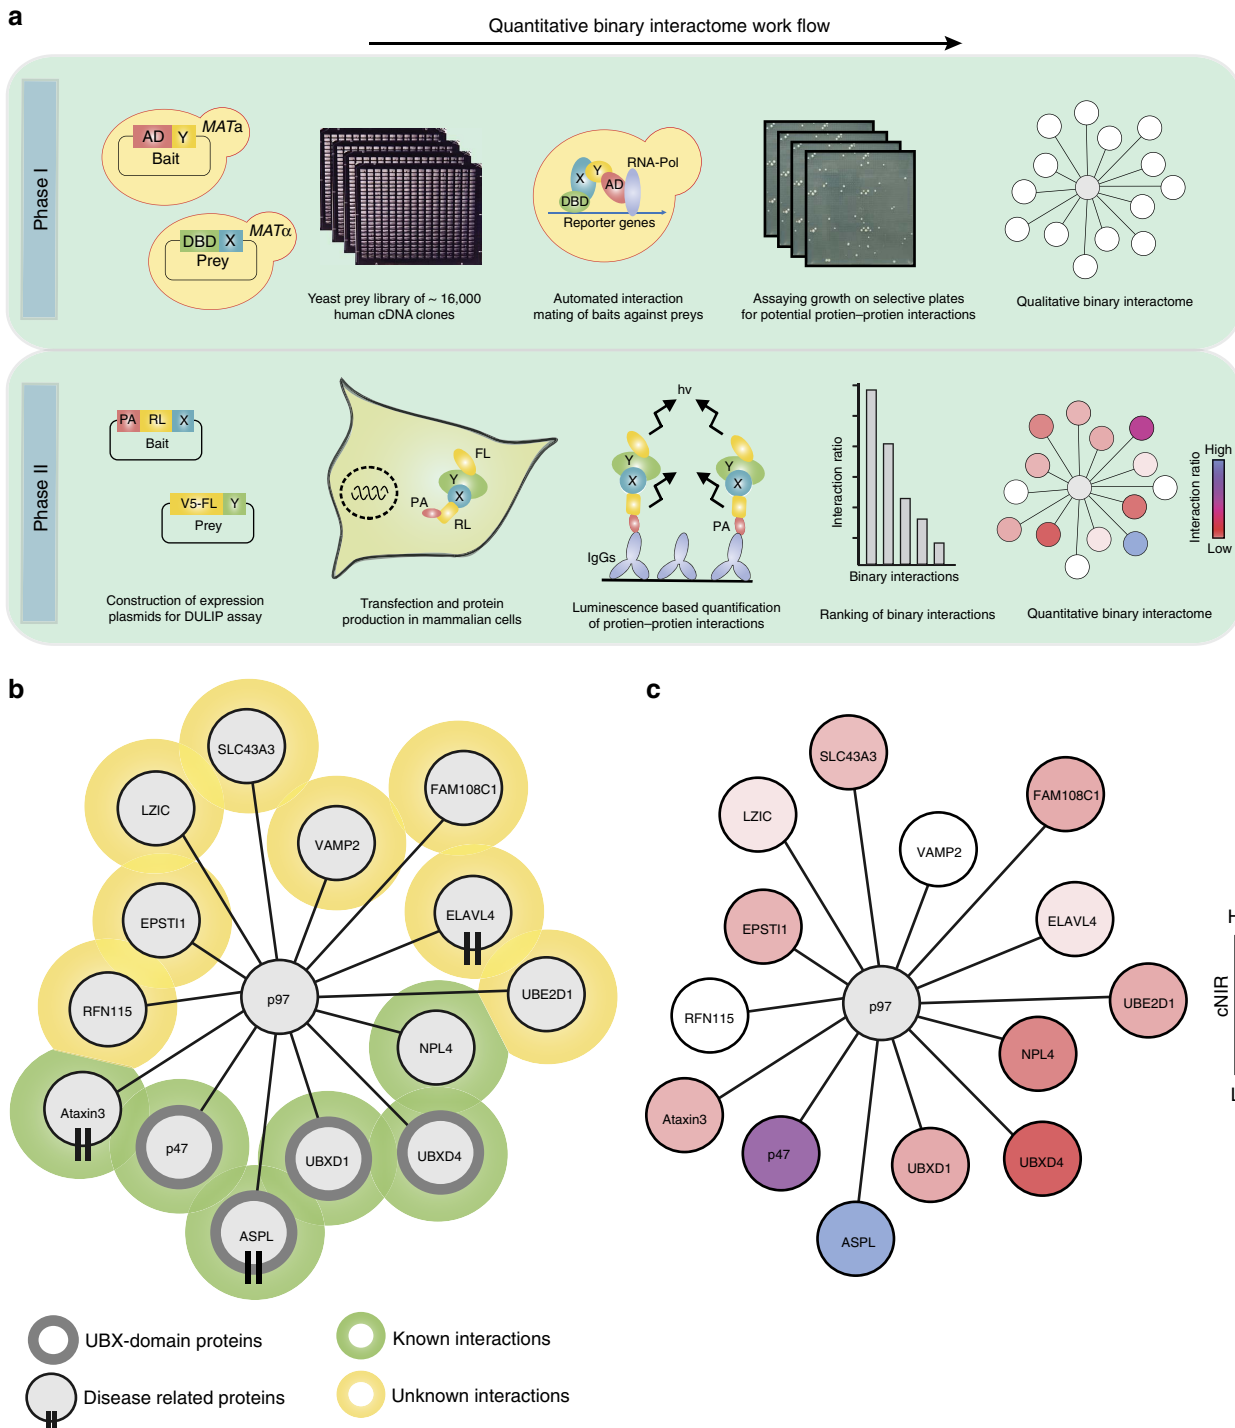 a
Quantitative binary interactome work flow
Phase I
AD Y
Bait
MATa
DBD X
Prey
MATα
Yeast prey library of ~ 16,000
human cDNA clones
X Y AD DBD
RNA-Pol
Reporter genes
Automated interaction
mating of baits against preys
Assaying growth on selective plates
for potential protien–protien interactions
Qualitative binary interactome
Phase II
PA RL X
Bait
V5-FL Y
Prey
Construction of expression
plasmids for DULIP assay
FL
Y
X
PA
RL
Transfection and protein
production in mammalian cells
hv
Y
X
Y
X
PA
IgGs
Luminescence based quantification
of protien–protien interactions
Interaction ratio
Binary interactions
Ranking of binary interactions
High
Interaction ratio
Low
Quantitative binary interactome
b
SLC43A3
LZIC
FAM108C1
VAMP2
EPSTI1
ELAVL4
RFN115
p97
UBE2D1
NPL4
Ataxin3
p47
UBXD1
UBXD4
ASPL
UBX-domain proteins
Known interactions
Disease related proteins
Unknown interactions
c
SLC43A3
LZIC
FAM108C1
VAMP2
EPSTI1
ELAVL4
RFN115
p97
UBE2D1
NPL4
Ataxin3
p47
UBXD1
UBXD4
ASPL
cNIR